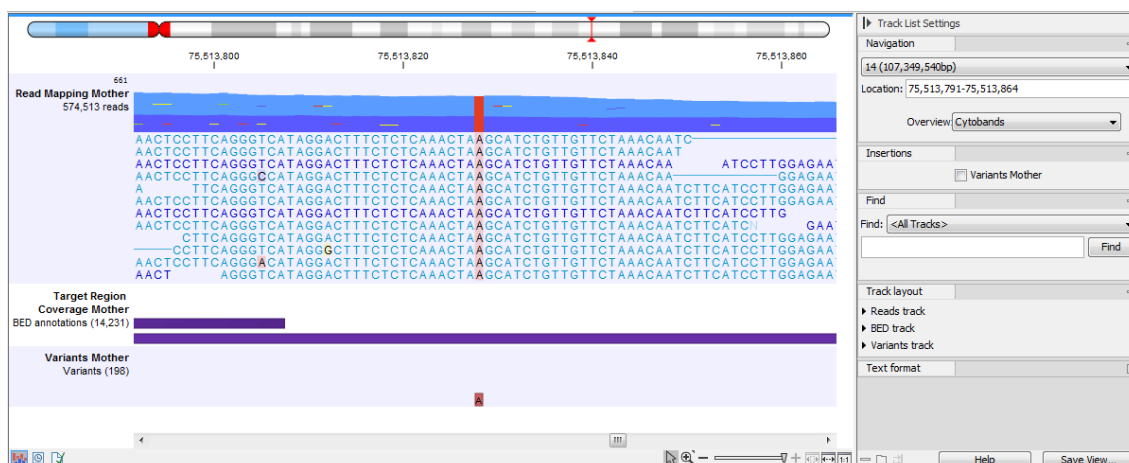 75,513,800
75,513,820
75,513,840
75,513,860
661
Read Mapping Mother
574,513 reads
AACTCCTTCAGGGTCATAGGACTTTCTCTCAAACTAAGCATCTGTTGTTCTAAACAATC
AACTCCTTCAGGGTCATAGGACTTTCTCTCAAACTAAGCATCTGTTGTTCTAAACAAT
AACTCCTTCAGGGTCATAGGACTTTCTCTCAAACTAAGCATCTGTTGTTCTAAACAA ATCCTTGGAGAA
AACTCCTTCAGGGCCATAGGACTTTCTCTCAAACTAAGCATCTGTTGTTCTAAACAA GGAGAA
A TTCAGGGTCATAGGACTTTCTCTCAAACTAAGCATCTGTTGTTCTAAACAATCTTCATCCTTGGAGAA
AACTCCTTCAGGGTCATAGGACTTTCTCTCAAACTAAGCATCTGTTGTTCTAAACAATCTTCATCCTTGGAGAA
AACTCCTTCAGGGTCATAGGACTTTCTCTCAAACTAAGCATCTGTTGTTCTAAACAATCTTCATCCTTG
AACTCCTTCAGGGTCATAGGACTTTCTCTCAAACTAAGCATCTGTTGTTCTAAACAATCTTCATCN GAA
CTTCAGGGTCATAGGACTTTCTCTCAAACTAAGCATCTGTTGTTCTAAACAATCTTCATCCTTGGAGAA
CCTTCAGGGTCATAGGGCTTTCTCTCAAACTAAGCATCTGTTGTTCTAAACAATCTTCATCCTTGGAGAA
AACTCCTTCAGGGACATAGGACTTTCTCTCAAACTAAGCATCTGTTGTTCTAAACAATCTTCATCCTTGGAGAA
AACT AGGGTCATAGGACTTTCTCTCAAACTAAGCATCTGTTGTTCTAAACAATCTTCATCCTTGGAGAA
Target Region
Coverage Mother
BED annotations (14,231)
Variants Mother
Variants (198)
A
Track List Settings
Navigation
14 (107,349,540bp)
Location: 75,513,791-75,513,864
Overview: Cytobands
Insertions
Variants Mother
Find
Find: <All Tracks>
Find
Track layout
Reads track
BED track
Variants track
Text format
1:1
Help
Save View...